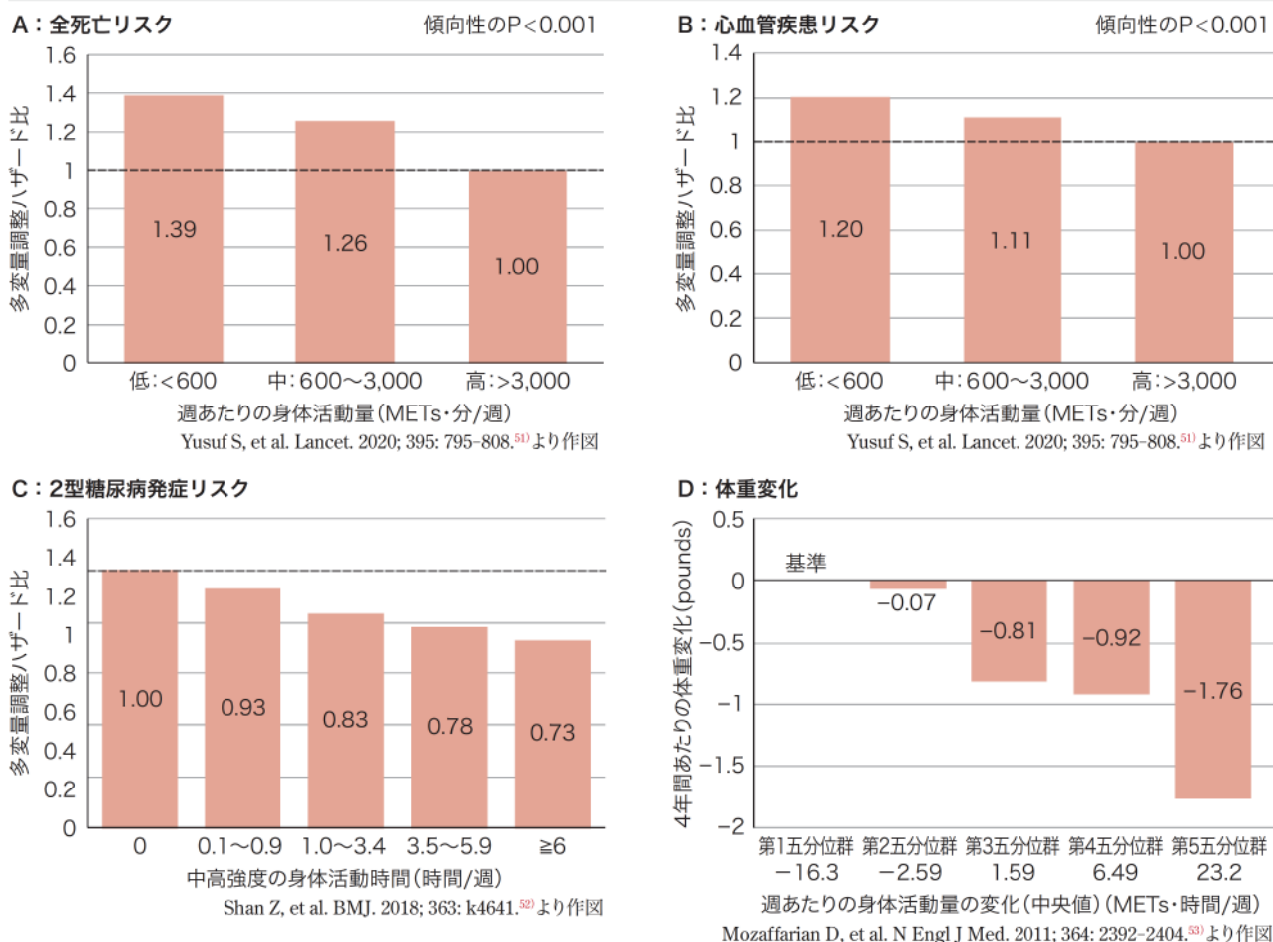 A：全死亡リスク 傾向性のP<0.001
多変量調整ハザード比
1.6
1.4
1.2
1
0.8
0.6
0.4
0.2
0
1.39
1.26
1.00
低:<600 中:600〜3,000 高:>3,000
週あたりの身体活動量(METs・分/週)
Yusuf S, et al. Lancet. 2020; 395: 795–808.51)より作図
B：心血管疾患リスク 傾向性のP<0.001
多変量調整ハザード比
1.4
1.2
1
0.8
0.6
0.4
0.2
0
1.20
1.11
1.00
低:<600 中:600〜3,000 高:>3,000
週あたりの身体活動量(METs・分/週)
Yusuf S, et al. Lancet. 2020; 395: 795–808.51)より作図
C：2型糖尿病発症リスク
多変量調整ハザード比
1.6
1.4
1.2
1
0.8
0.6
0.4
0.2
0
1.00
0.93
0.83
0.78
0.73
0 0.1〜0.9 1.0〜3.4 3.5〜5.9 ≧6
中高強度の身体活動時間(時間/週)
Shan Z, et al. BMJ. 2018; 363: k4641.52)より作図
D：体重変化
4年間あたりの体重変化(pounds)
0.5
0
−0.5
−1
−1.5
−2
基準
−0.07
−0.81
−0.92
−1.76
第1五分位群 第2五分位群 第3五分位群 第4五分位群 第5五分位群
−16.3 −2.59 1.59 6.49 23.2
週あたりの身体活動量の変化(中央値)(METs・時間/週)
Mozaffarian D, et al. N Engl J Med. 2011; 364: 2392–2404.53)より作図